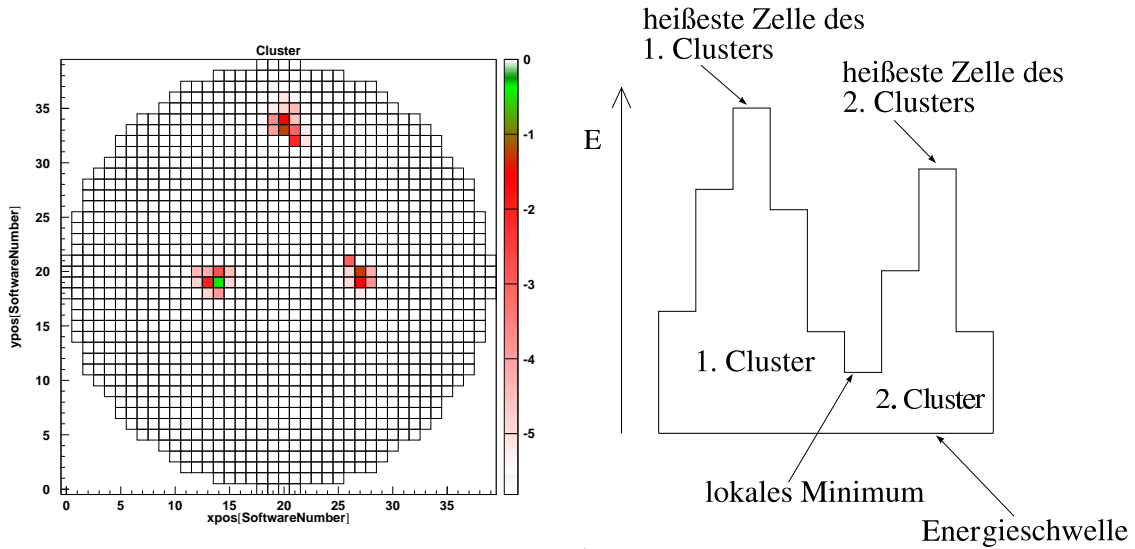 Cluster
0
-1
-2
-3
-4
-5
35
30
25
20
15
10
5
0
ypos[SoftwareNumber]
0 5 10 15 20 25 30 35
xpos[SoftwareNumber]
heißeste Zelle des
1. Clusters
heißeste Zelle des
2. Clusters
E
1. Cluster
2. Cluster
lokales Minimum
Energieschwelle